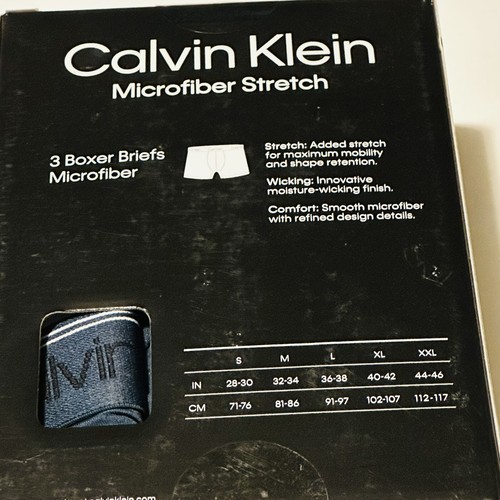 Calvin Klein
Microfiber Stretch
3 Boxer Briefs
Microfiber
Stretch: Added stretch
for maximum mobility
and shape retention.
Wicking: Innovative
moisture-wicking finish.
Comfort: Smooth microfiber
with refined design details.
lvin
S M L XL XXL
IN 28-30 32-34 36-38 40-42 44-46
CM 71-76 81-86 91-97 102-107 112-117